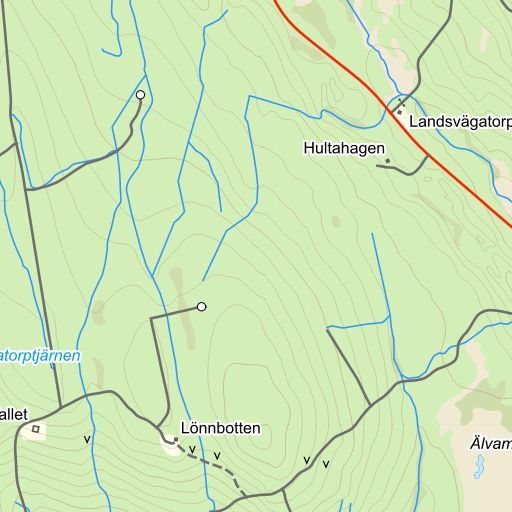 Landsvägatorp
Hultahagen
atorptjärnen
allet
Lönnbotten
Älvam